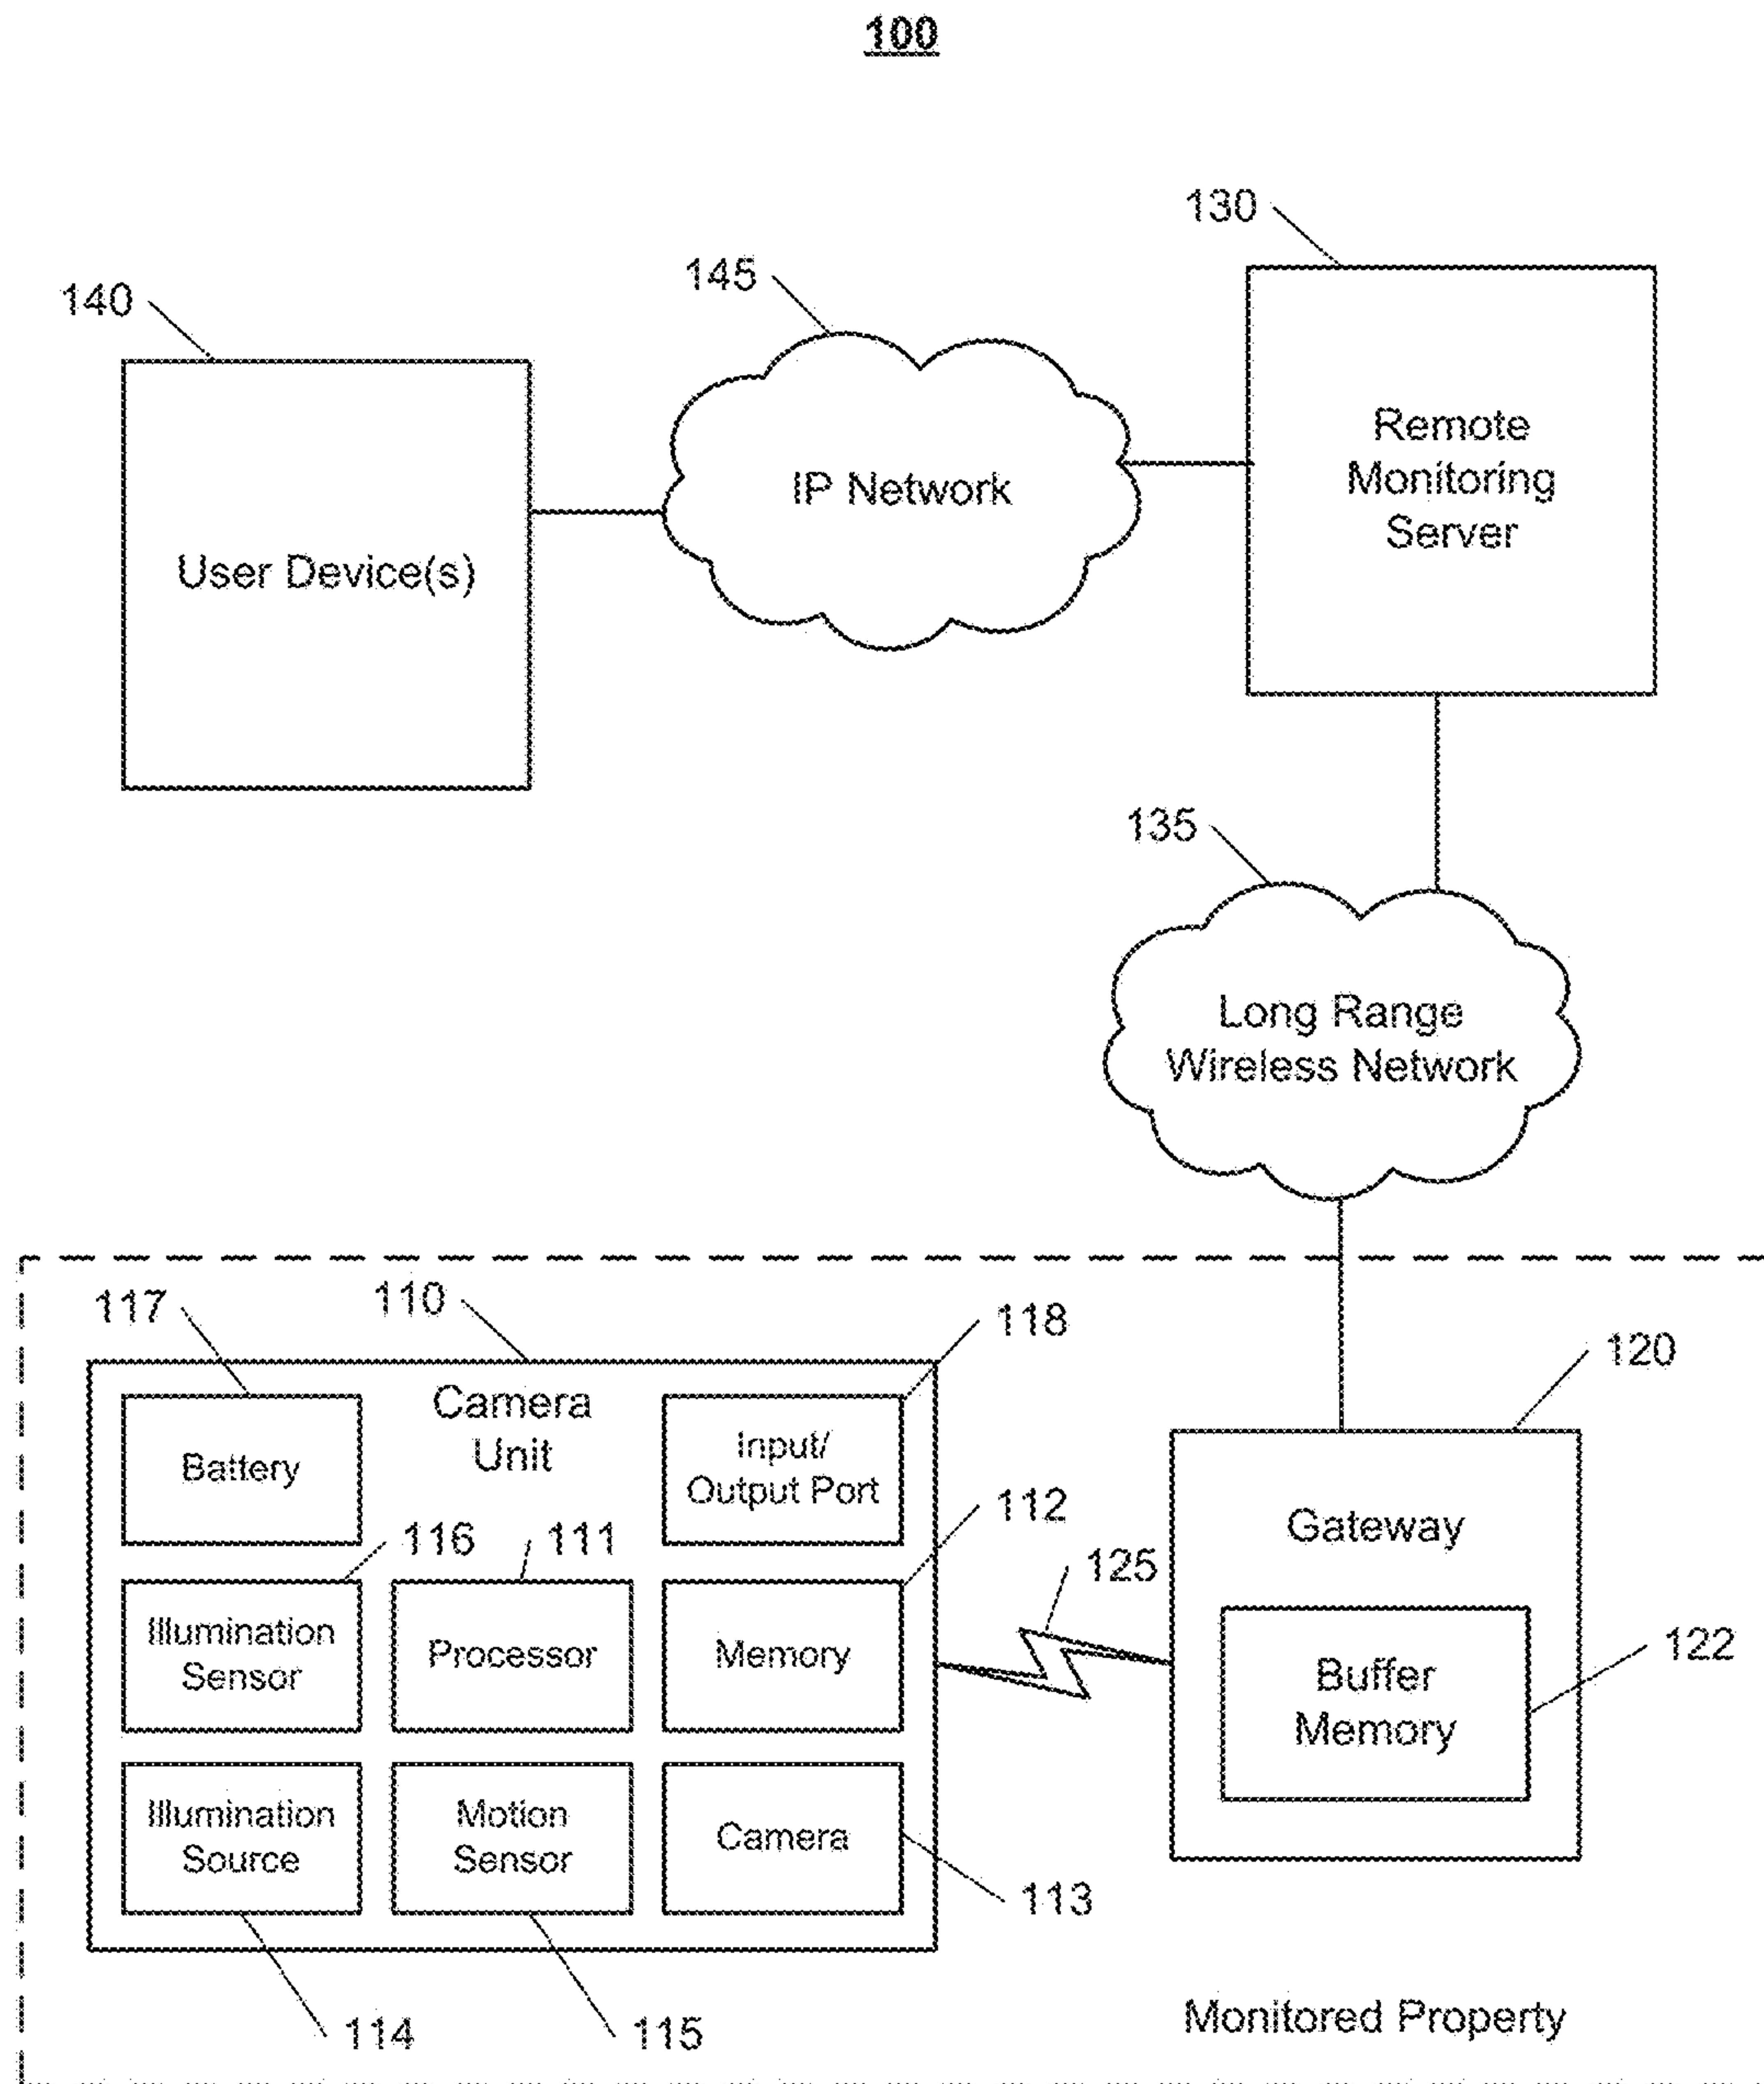 100
130
145
140
Remote
Monitoring
Server
IP Network
User Device(s)
135
Long Range
Wireless Network
117
110
118
120
Camera
Unit
Battery
Input/
Output Port
Gateway
116
111
112
125
Illumination
Sensor
Processor
Memory
Buffer
Memory
122
Illumination
Source
Motion
Sensor
Camera
113
114
115
Monitored Property